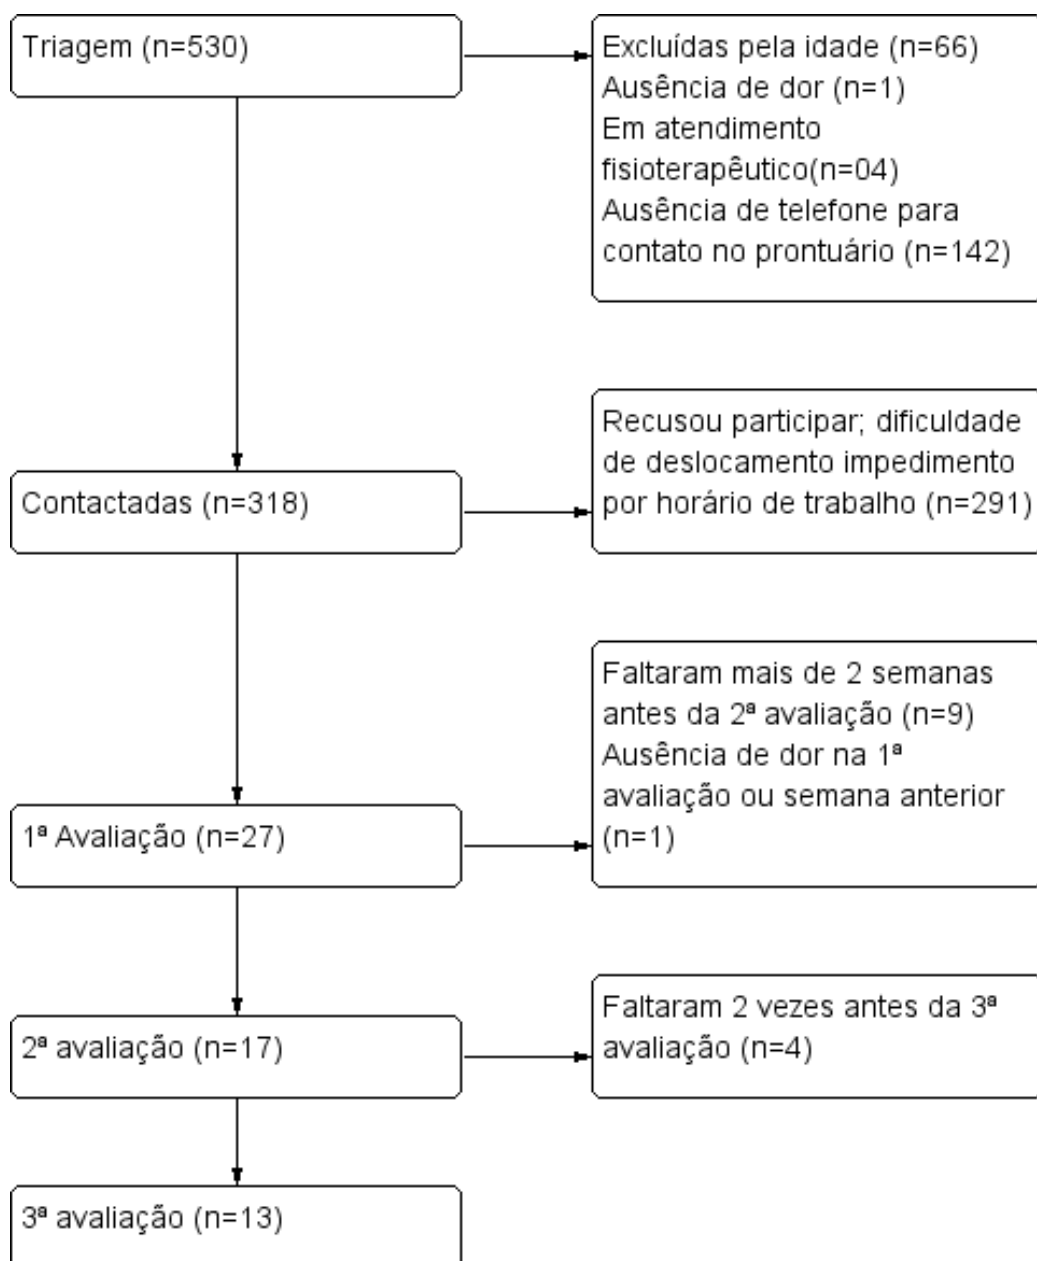 Triagem (n=530)
Excluídas pela idade (n=66)
Ausência de dor (n=1)
Em atendimento
fisioterapêutico(n=04)
Ausência de telefone para
contato no prontuário (n=142)
Contactadas (n=318)
Recusou participar; dificuldade
de deslocamento impedimento
por horário de trabalho (n=291)
1ª Avaliação (n=27)
Faltaram mais de 2 semanas
antes da 2ª avaliação (n=9)
Ausência de dor na 1ª
avaliação ou semana anterior
(n=1)
2ª avaliação (n=17)
Faltaram 2 vezes antes da 3ª
avaliação (n=4)
3ª avaliação (n=13)